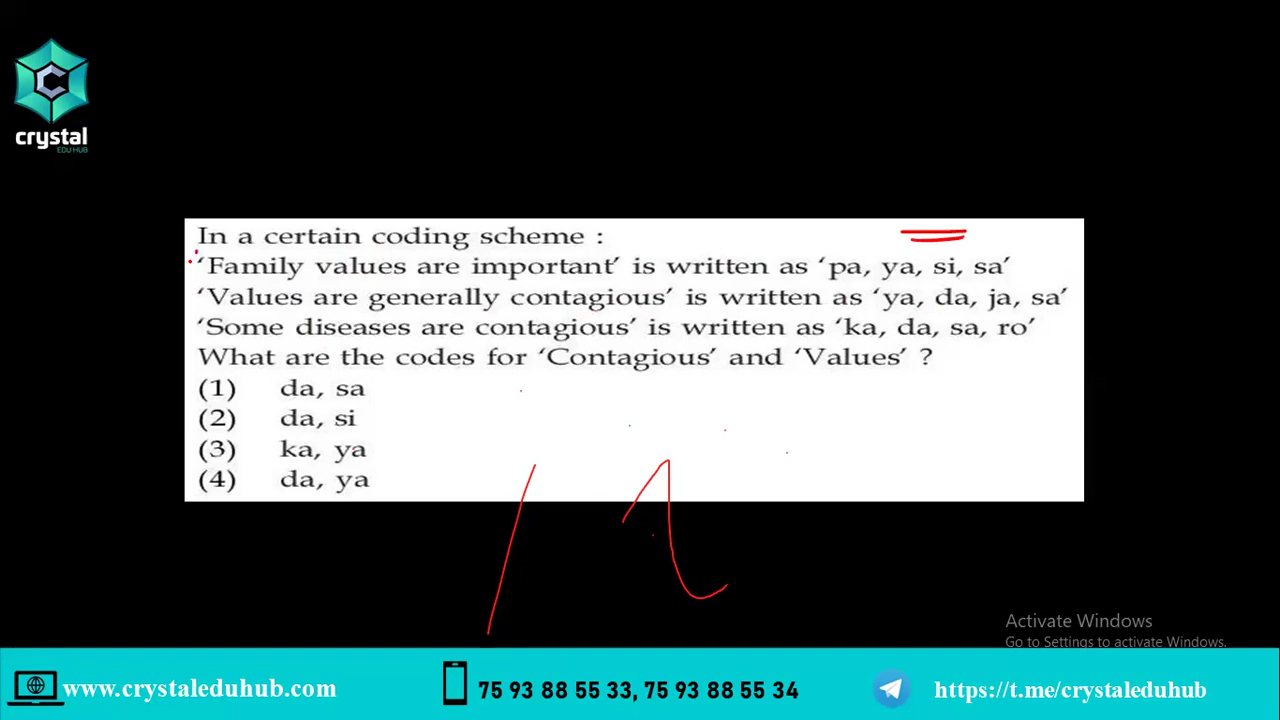 crystal
EDU HUB
In a certain coding scheme :
'Family values are important' is written as 'pa, ya, si, sa'
'Values are generally contagious' is written as 'ya, da, ja, sa'
'Some diseases are contagious' is written as 'ka, da, sa, ro'
What are the codes for 'Contagious' and 'Values' ?
(1) da, sa
(2) da, si
(3) ka, ya
(4) da, ya
Activate Windows
Go to Settings to activate Windows.
www.crystaleduhub.com
75 93 88 55 33, 75 93 88 55 34
https://t.me/crystaleduhub